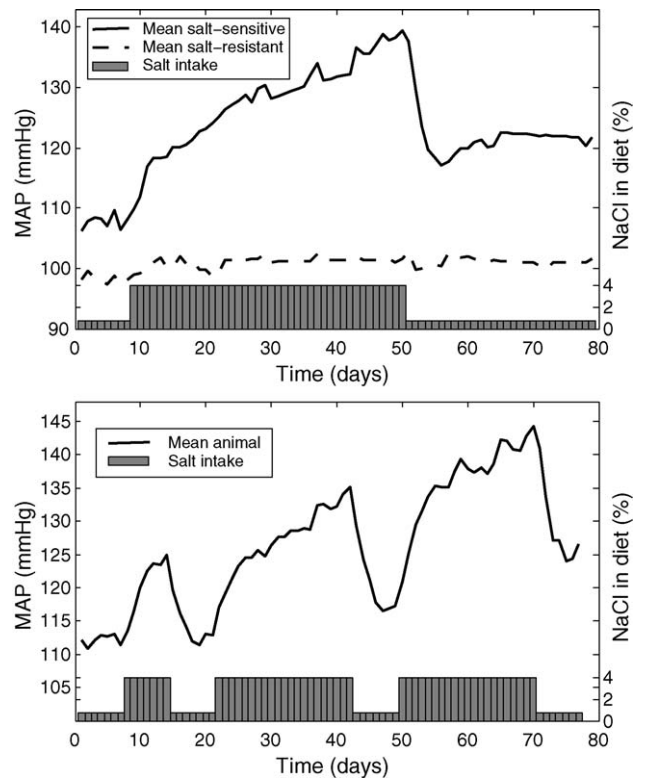 140
130
120
110
100
90
MAP (mmHg)
Mean salt-sensitive
Mean salt-resistant
Salt intake
4
2
0
NaCl in diet (%)
0 10 20 30 40 50 60 70 80
Time (days)
145
140
135
130
125
120
115
110
105
MAP (mmHg)
Mean animal
Salt intake
4
2
0
NaCl in diet (%)
0 10 20 30 40 50 60 70 80
Time (days)